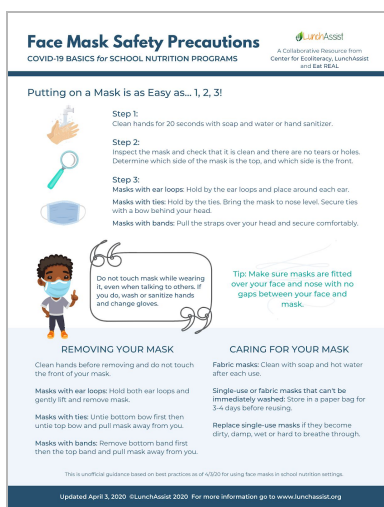 Face Mask Safety Precautions
COVID-19 BASICS for SCHOOL NUTRITION PROGRAMS
LunchAssist
A Collaborative Resource from
Center for Ecoliteracy, LunchAssist
and Eat REAL
Putting on a Mask is as Easy as... 1, 2, 3!
Step 1:
Clean hands for 20 seconds with soap and water or hand sanitizer.
Step 2:
Inspect the mask and check that it is clean and there are no tears or holes.
Determine which side of the mask is the top, and which side is the front.
Step 3:
Masks with ear loops: Hold by the ear loops and place around each ear.
Masks with ties: Hold by the ties. Bring the mask to nose level. Secure ties
with a bow behind your head.
Masks with bands: Pull the straps over your head and secure comfortably.
Do not touch mask while wearing
it, even when talking to others. If
you do, wash or sanitize hands
and change gloves.
Tip: Make sure masks are fitted
over your face and nose with no
gaps between your face and
mask.
REMOVING YOUR MASK
Clean hands before removing and do not touch
the front of your mask.
Masks with ear loops: Hold both ear loops and
gently lift and remove mask.
Masks with ties: Untie bottom bow first then
untie top bow and pull mask away from you.
Masks with bands: Remove bottom band first
then the top band and pull mask away from you.
CARING FOR YOUR MASK
Fabric masks: Clean with soap and hot water
after each use.
Single-use or fabric masks that can't be
immediately washed: Store in a paper bag for
3-4 days before reusing.
Replace single-use masks if they become
dirty, damp, wet or hard to breathe through.
This is unofficial guidance based on best practices as of 4/3/20 for using face masks in school nutrition settings.
Updated April 3, 2020 ©LunchAssist 2020 For more information go to www.lunchassist.org